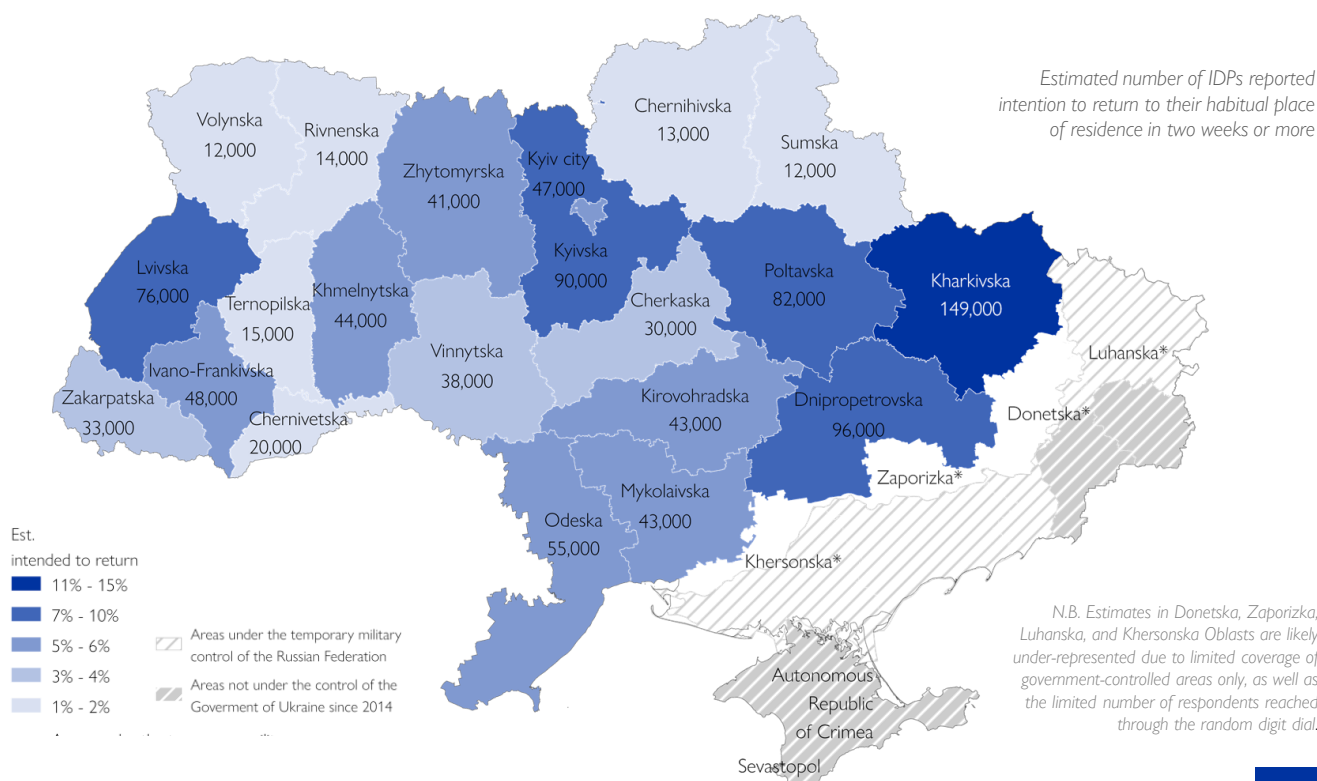 Estimated number of IDPs reported
intention to return to their habitual place
of residence in two weeks or more
Chernihivska
13,000
Volynska
12,000
Rivnenska
14,000
Sumska
12,000
Kyiv city
47,000
Zhytomyrska
41,000
Kyivska
90,000
Lvivska
76,000
Poltavska
82,000
Kharkivska
149,000
Ternopilska
15,000
Khmelnytska
44,000
Cherkaska
30,000
Vinnytska
38,000
Luhanska*
Ivano-Frankivska
48,000
Zakarpatska
33,000
Chernivetska
20,000
Kirovohradska
43,000
Dnipropetrovska
96,000
Donetska*
Zaporizka*
Mykolaivska
43,000
Odeska
55,000
Khersonska*
Est.
intended to return
11% - 15%
7% - 10%
5% - 6%
3% - 4%
1% - 2%
Areas under the temporary military
control of the Russian Federation
Areas not under the control of the
Goverment of Ukraine since 2014
Autonomous
Republic
of Crimea
Sevastopol
N.B. Estimates in Donetska, Zaporizka,
Luhanska, and Khersonska Oblasts are likely
under-represented due to limited coverage of
government-controlled areas only, as well as
the limited number of respondents reached
through the random digit dial.